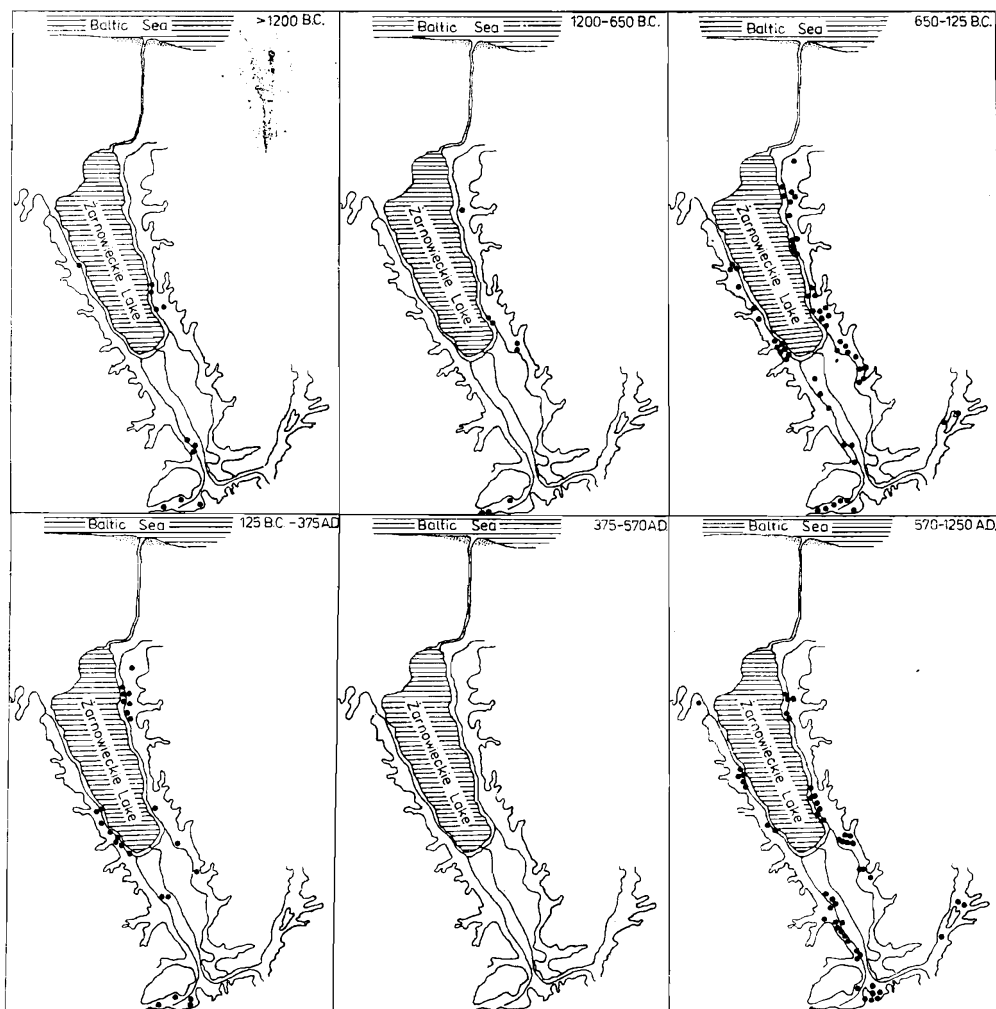 >1200 B.C.
Baltic Sea
Żarnowieckie Lake
1200-650 B.C.
Baltic Sea
Żarnowieckie Lake
650-125 B.C.
Baltic Sea
Żarnowieckie Lake
125 B.C. -375 A.D.
Baltic Sea
Żarnowieckie Lake
375-570 A.D.
Baltic Sea
Żarnowieckie Lake
570-1250 A.D.
Baltic Sea
Żarnowieckie Lake